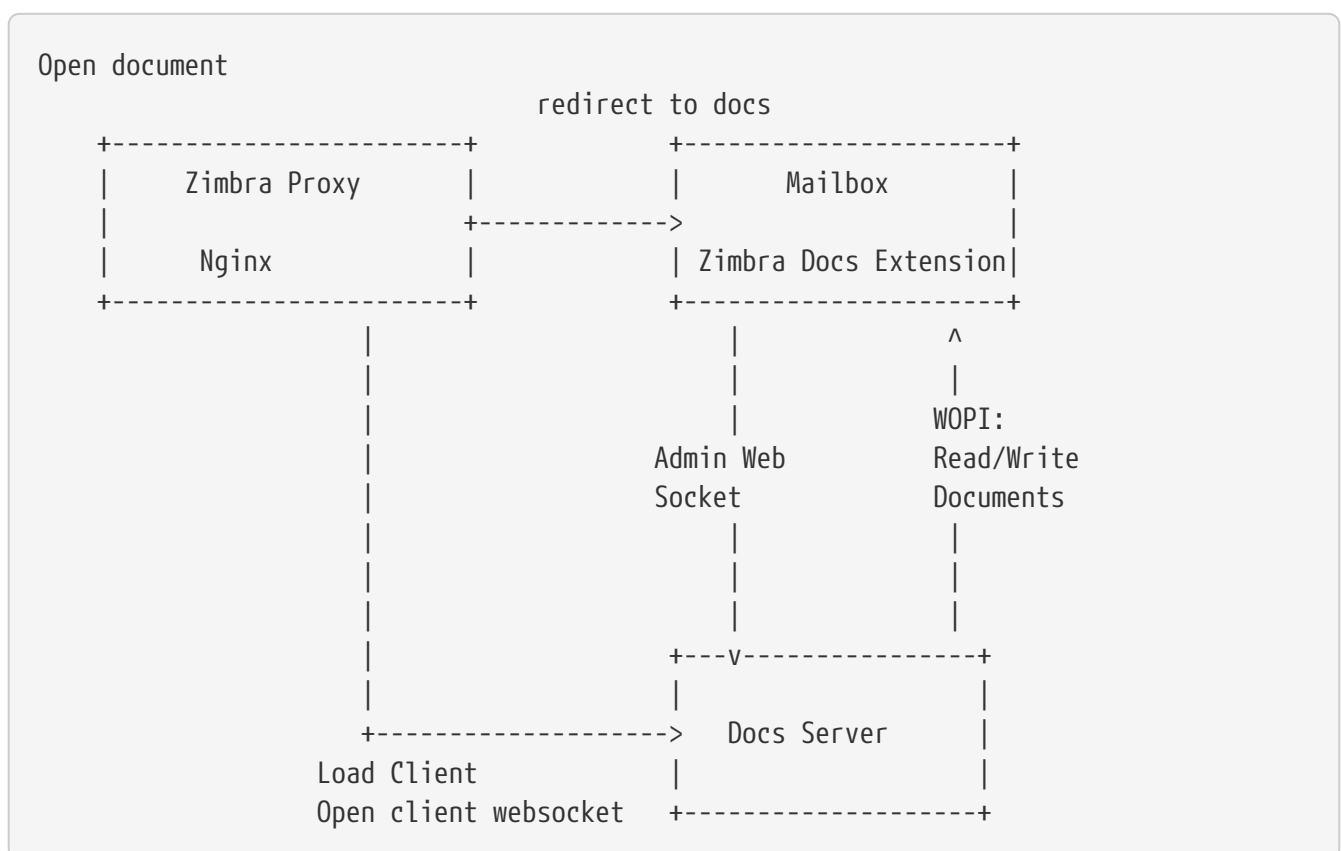 Open document
redirect to docs
+------------------------+ +----------------------+
| Zimbra Proxy | | Mailbox |
| +-------------> |
| Nginx | | Zimbra Docs Extension|
+------------------------+ +----------------------+
| | ^
| | |
| | WOPI:
| Admin Web Read/Write
| Socket Documents
| | |
| | |
| | |
| +---v----------------+
| | |
+--------------------> Docs Server |
Load Client | |
Open client websocket +--------------------+